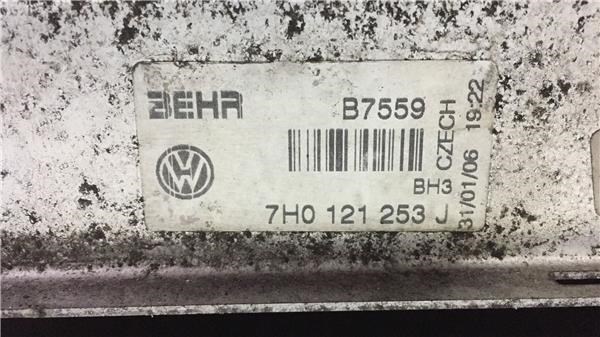 BEHR
B7559
BH3
7H0 121 253 J
CZECH
31/01/06 19:22